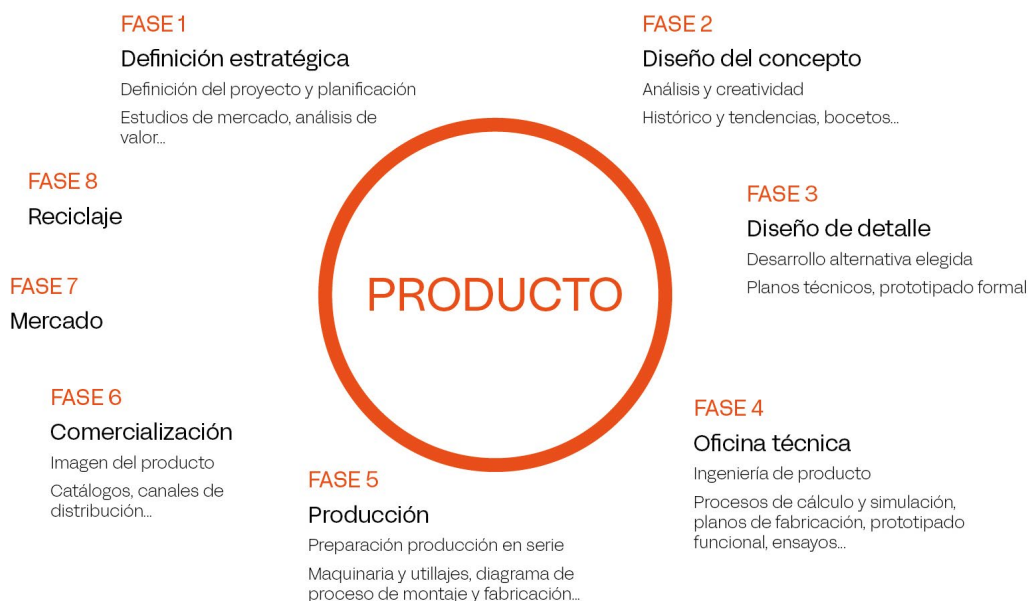 FASE 1
Definición estratégica
Definición del proyecto y planificación
Estudios de mercado, análisis de
valor...
FASE 2
Diseño del concepto
Análisis y creatividad
Histórico y tendencias, bocetos...
FASE 3
Diseño de detalle
Desarrollo alternativa elegida
Planos técnicos, prototipado formal
FASE 4
Oficina técnica
Ingeniería de producto
Procesos de cálculo y simulación,
planos de fabricación, prototipado
funcional, ensayos...
FASE 5
Producción
Preparación producción en serie
Maquinaria y utillajes, diagrama de
proceso de montaje y fabricación...
FASE 6
Comercialización
Imagen del producto
Catálogos, canales de
distribución...
FASE 7
Mercado
FASE 8
Reciclaje
PRODUCTO